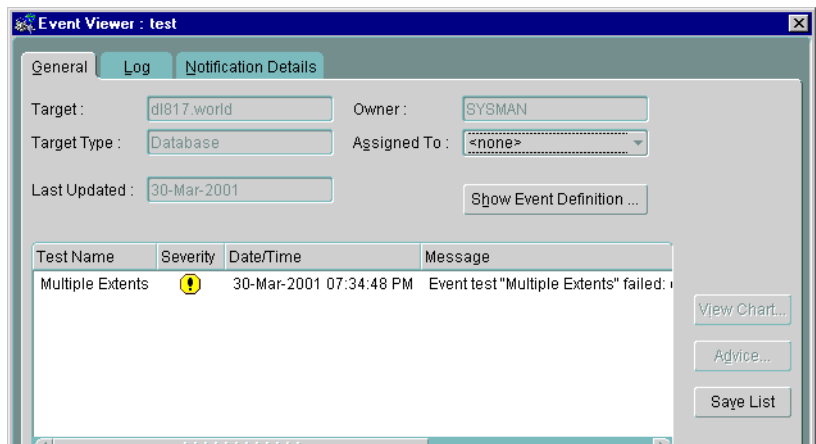 Event Viewer : test
General Log Notification Details
Target : dl817.world Owner : SYSMAN
Target Type : Database Assigned To : <none>
Last Updated : 30-Mar-2001 Show Event Definition ...
Test Name Severity Date/Time Message
Multiple Extents 30-Mar-2001 07:34:48 PM Event test "Multiple Extents" failed:
View Chart...
Advice...
Save List